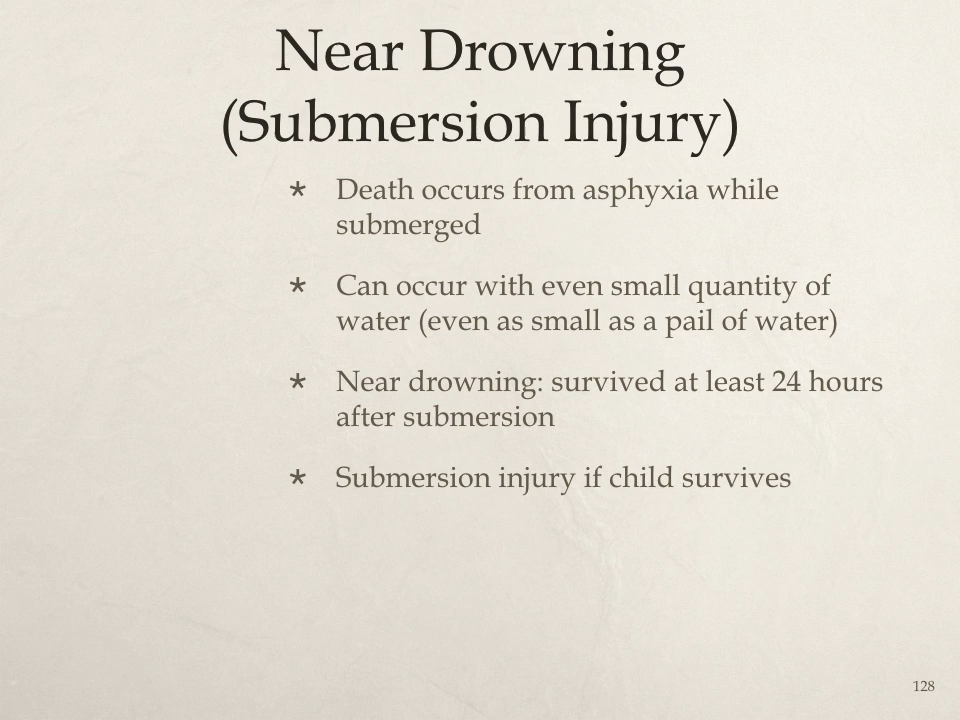 Near Drowning
(Submersion Injury)
* Death occurs from asphyxia while
submerged
* Can occur with even small quantity of
water (even as small as a pail of water)
* Near drowning: survived at least 24 hours
after submersion
* Submersion injury if child survives
128